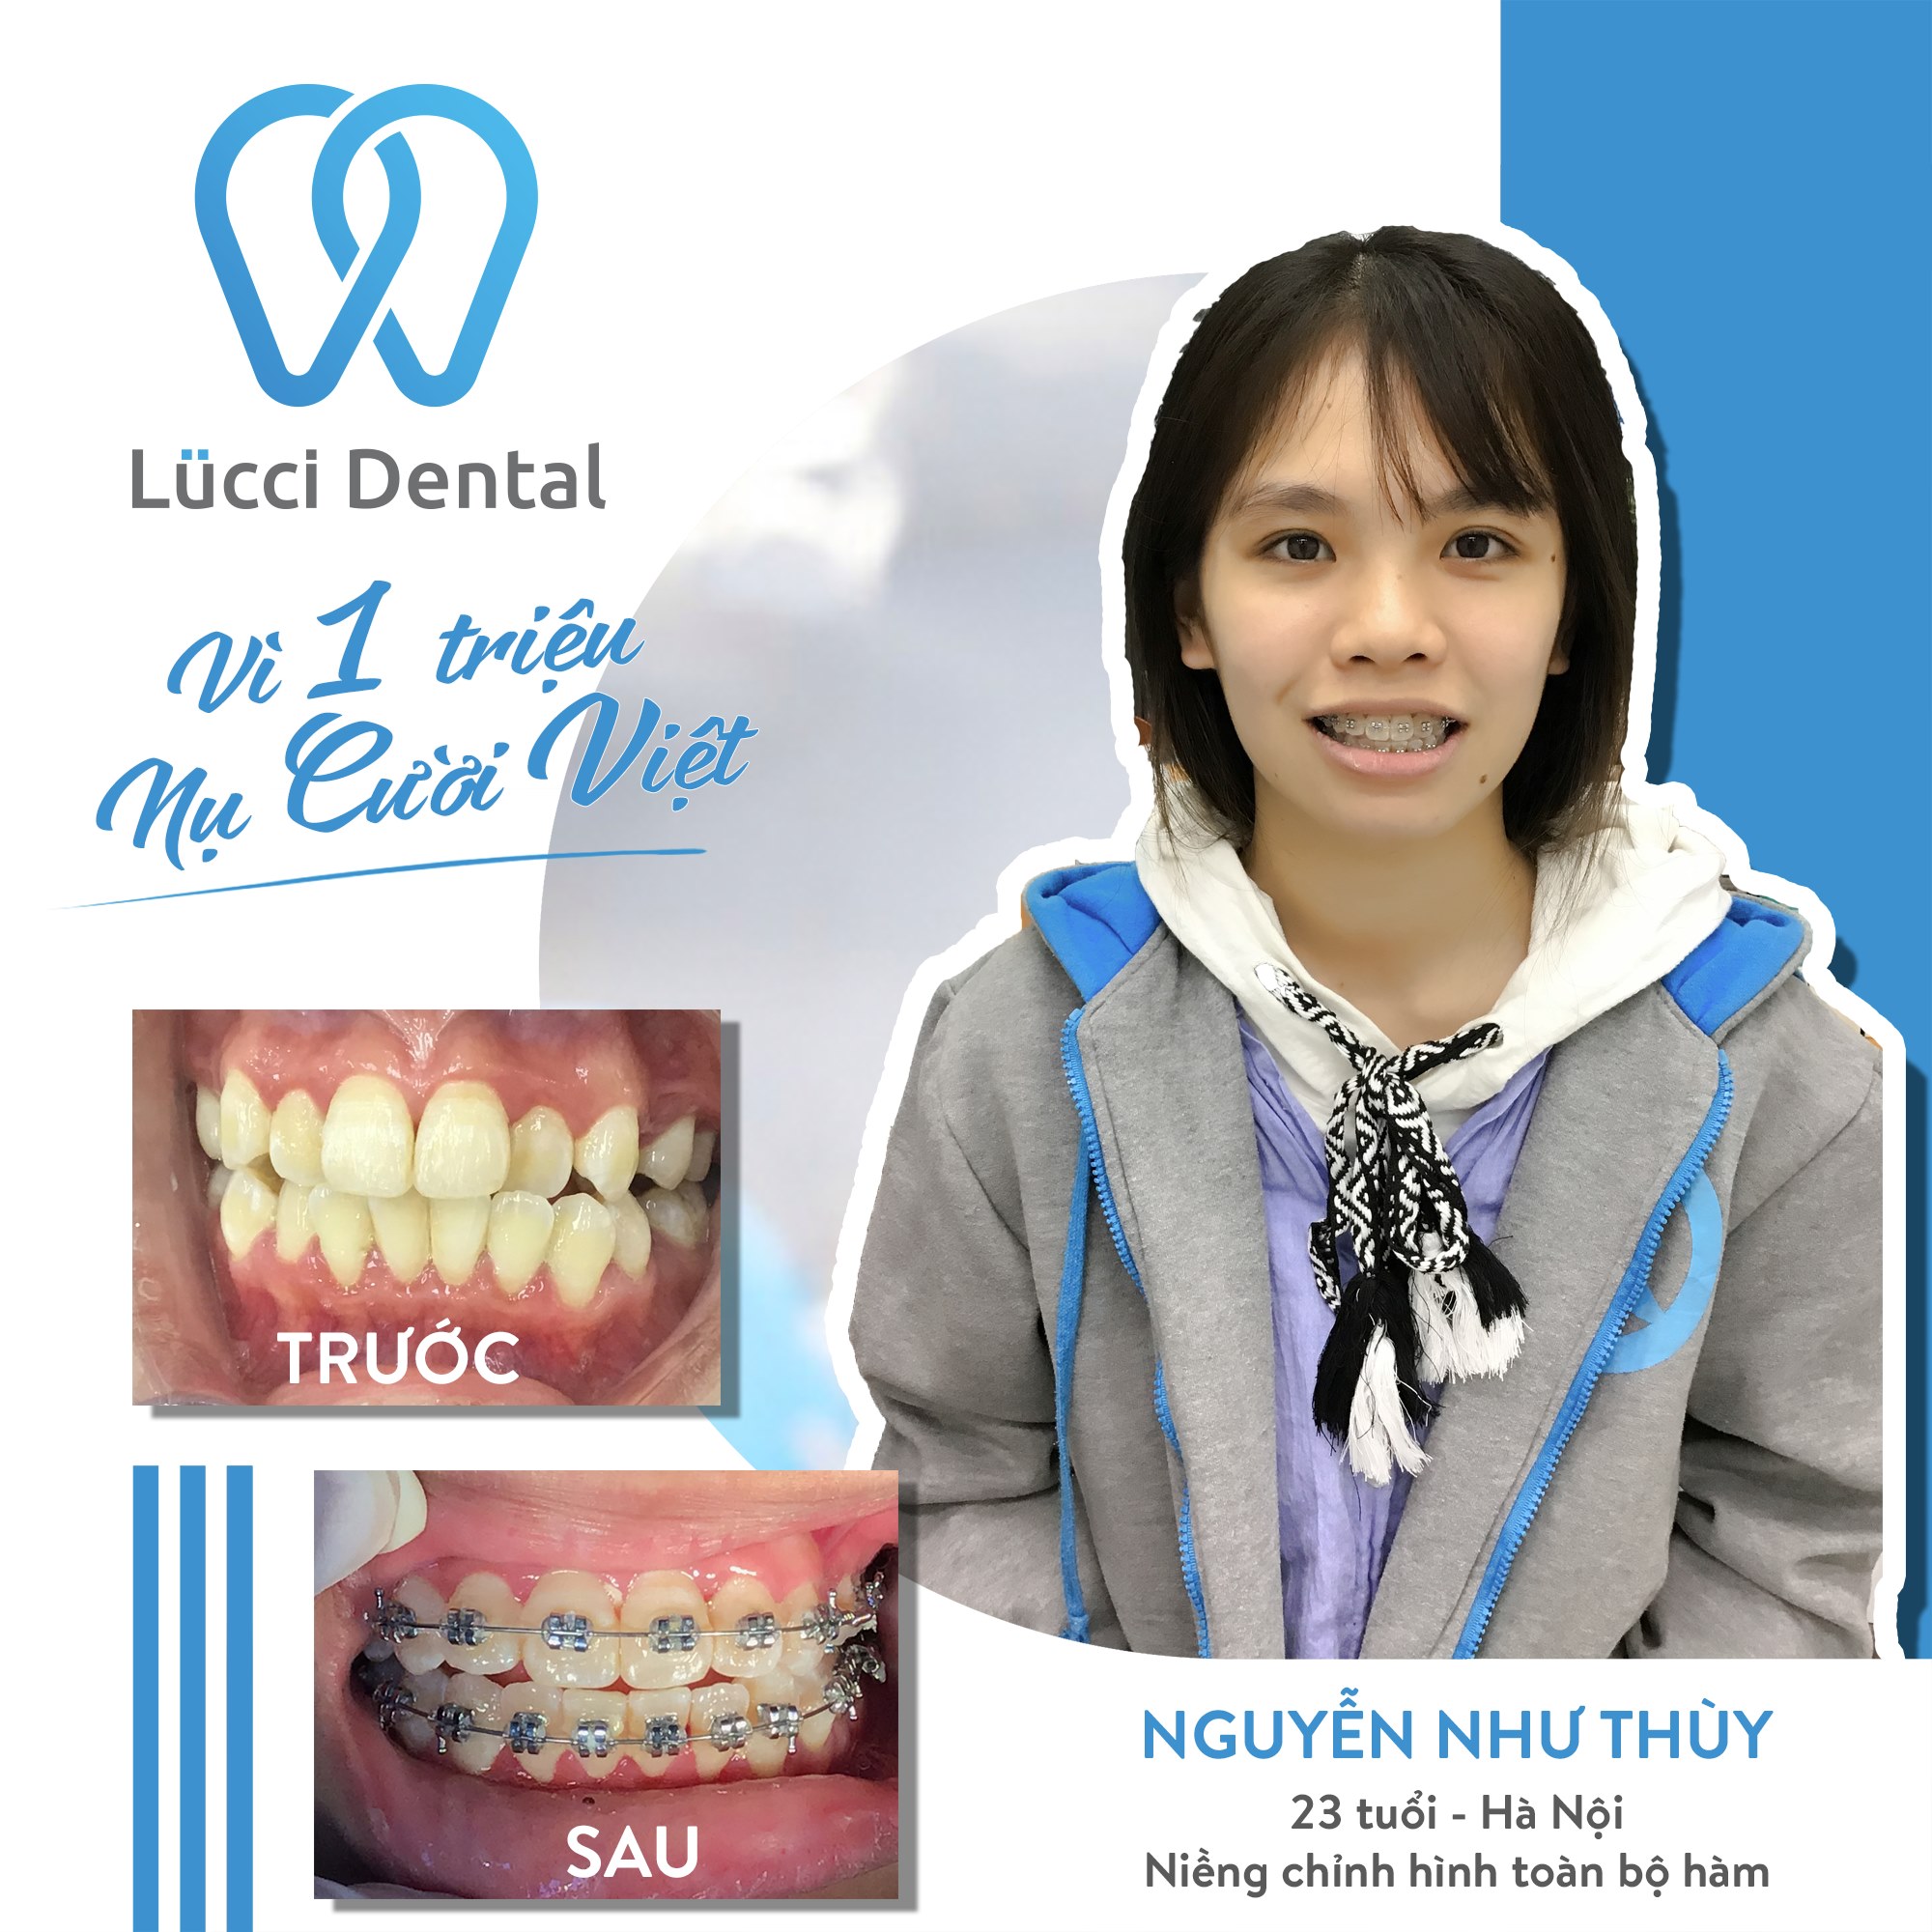 Lücci Dental
Vì 1 triệu
Nụ Cười Việt
TRƯỚC
SAU
NGUYỄN NHƯ THÙY
23 tuổi - Hà Nội
Niềng chỉnh hình toàn bộ hàm